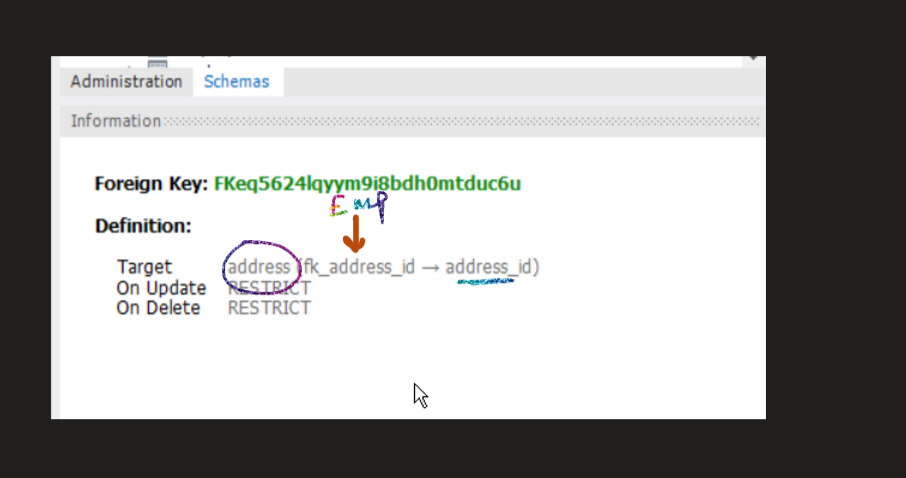 Administration Schemas
Information
Foreign Key: FKeq5624lqyym9i8bdh0mtduc6u
Emp
Definition:
Target address (fk_address_id → address_id)
On Update RESTRICT
On Delete RESTRICT